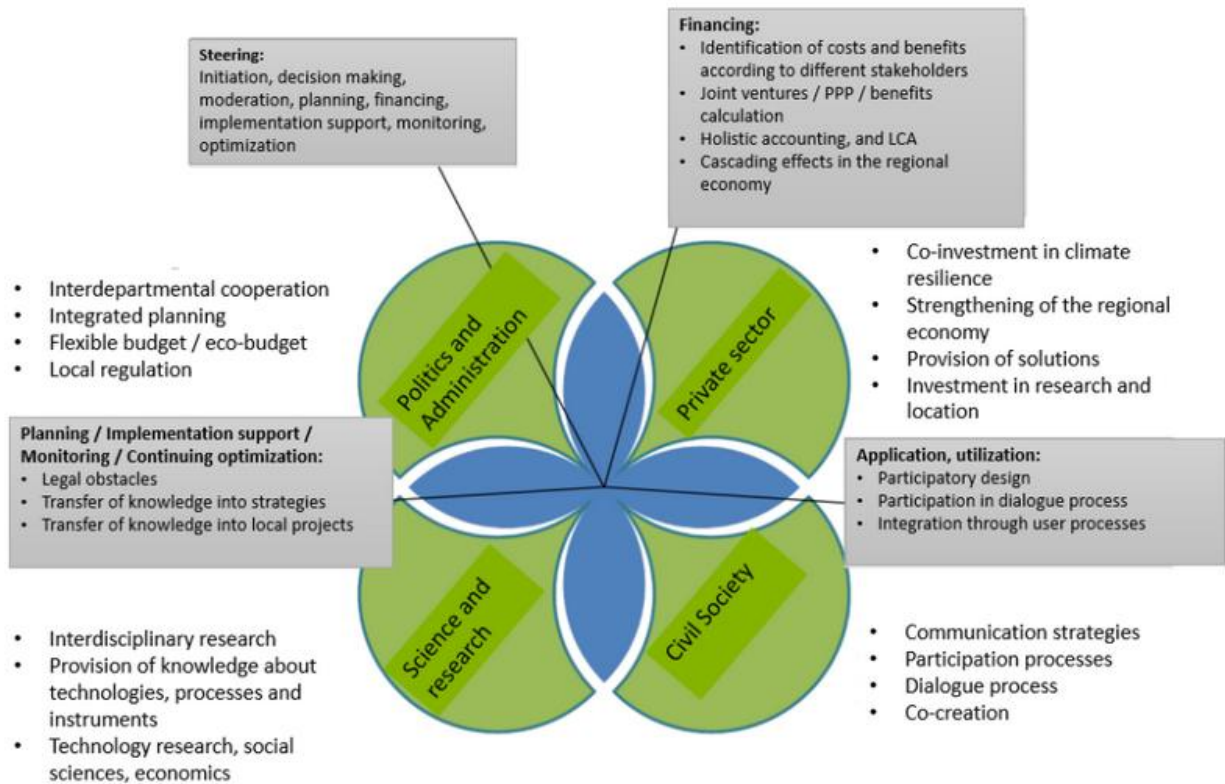 Steering:
Initiation, decision making,
moderation, planning, financing,
implementation support, monitoring,
optimization
Financing:
• Identification of costs and benefits
according to different stakeholders
• Joint ventures / PPP / benefits
calculation
• Holistic accounting, and LCA
• Cascading effects in the regional
economy
• Interdepartmental cooperation
• Integrated planning
• Flexible budget / eco-budget
• Local regulation
Politics and
Administration
Private sector
• Co-investment in climate
resilience
• Strengthening of the regional
economy
• Provision of solutions
• Investment in research and
location
Planning / Implementation support /
Monitoring / Continuing optimization:
• Legal obstacles
• Transfer of knowledge into strategies
• Transfer of knowledge into local projects
Application, utilization:
• Participatory design
• Participation in dialogue process
• Integration through user processes
• Interdisciplinary research
• Provision of knowledge about
technologies, processes and
instruments
• Technology research, social
sciences, economics
Science and
research
Civil Society
• Communication strategies
• Participation processes
• Dialogue process
• Co-creation